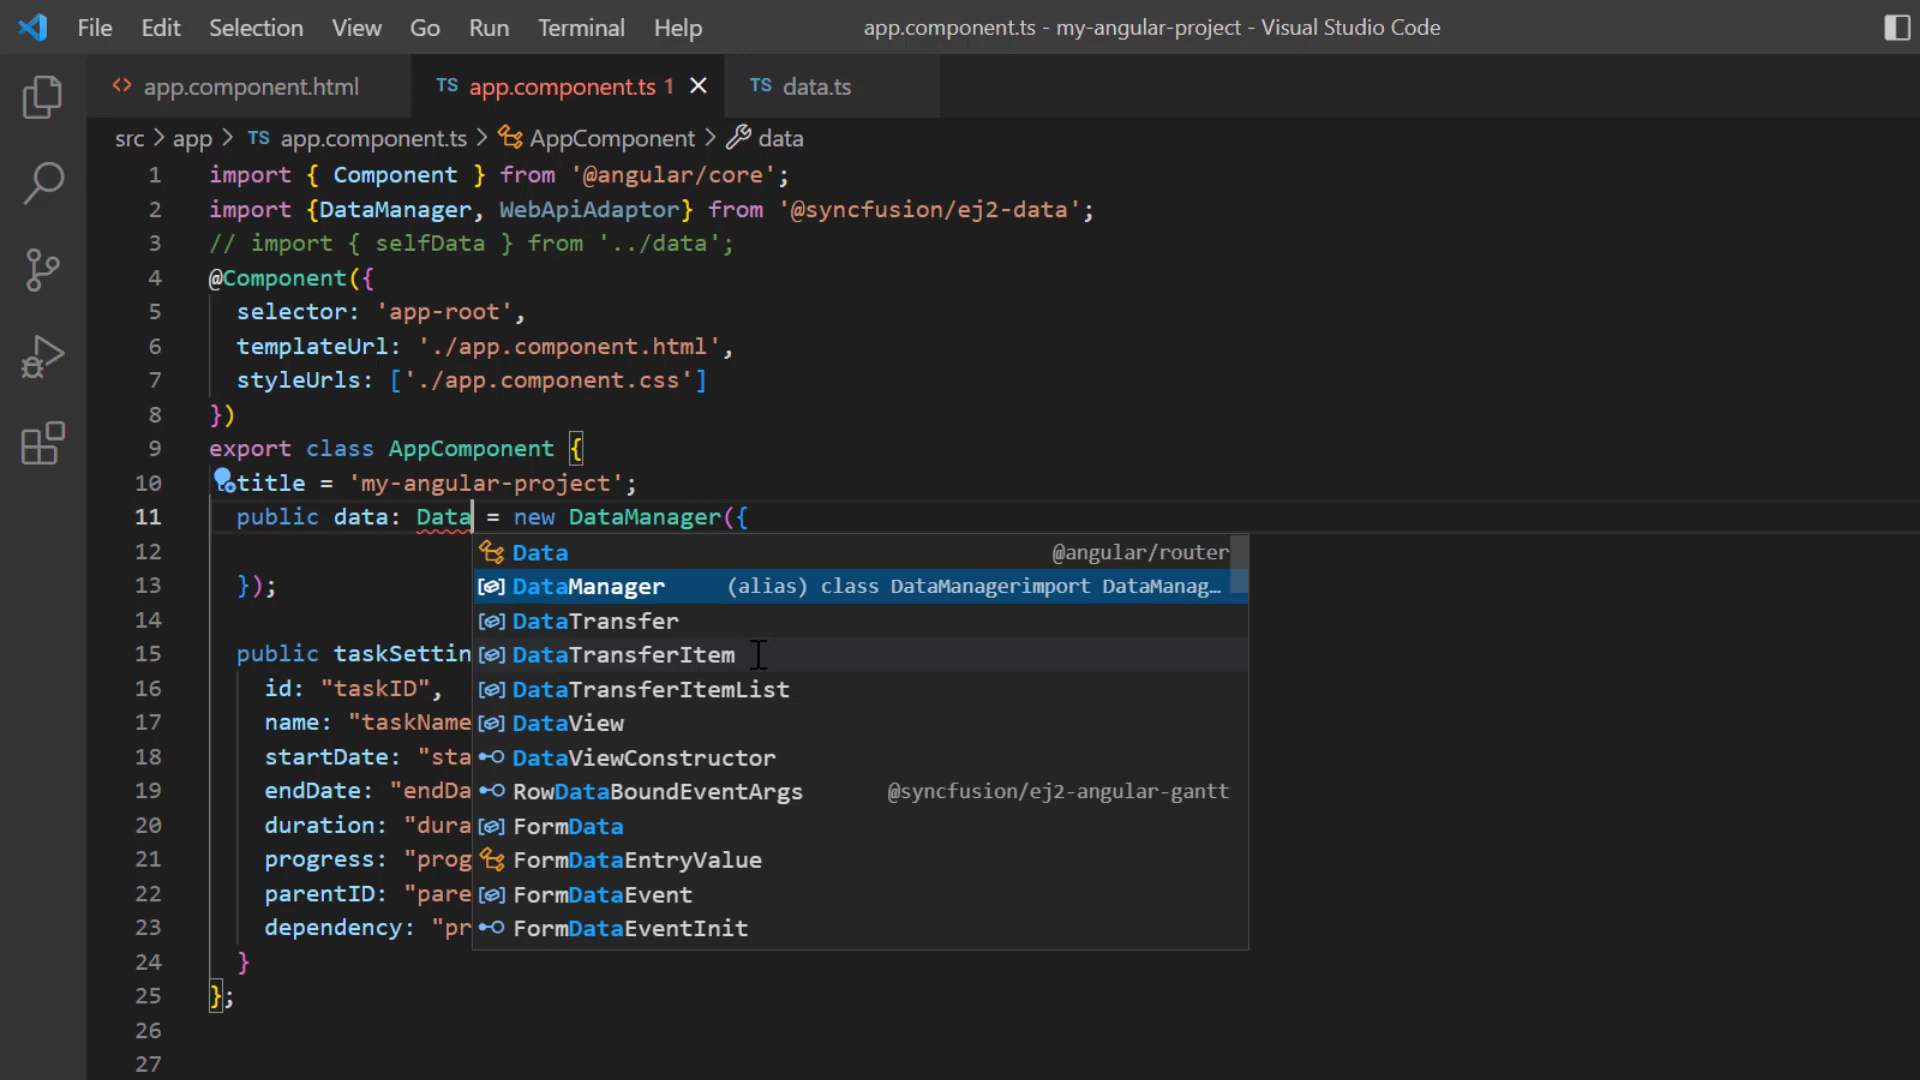 File Edit Selection View Go Run Terminal Help app.component.ts - my-angular-project - Visual Studio Code
<> app.component.html TS app.component.ts 1 TS data.ts
src > app > TS app.component.ts > AppComponent > data
1 import { Component } from '@angular/core';
2 import {DataManager, WebApiAdaptor} from '@syncfusion/ej2-data';
3 // import { selfData } from '../data';
4 @Component({
5 selector: 'app-root',
6 templateUrl: './app.component.html',
7 styleUrls: ['./app.component.css']
8 })
9 export class AppComponent {
10 title = 'my-angular-project';
11 public data: Data = new DataManager({
12 Data @angular/router
13 }); DataManager (alias) class DataManagerimport DataManag...
14 DataTransfer
15 public taskSettin DataTransferItem
16 id: "taskID", DataTransferItemList
17 name: "taskName DataView
18 startDate: "sta DataViewConstructor
19 endDate: "endDa RowDataBoundEventArgs @syncfusion/ej2-angular-gantt
20 duration: "dura FormData
21 progress: "prog FormDataEntryValue
22 parentID: "pare FormDataEvent
23 dependency: "pr FormDataEventInit
24 }
25 };
26
27